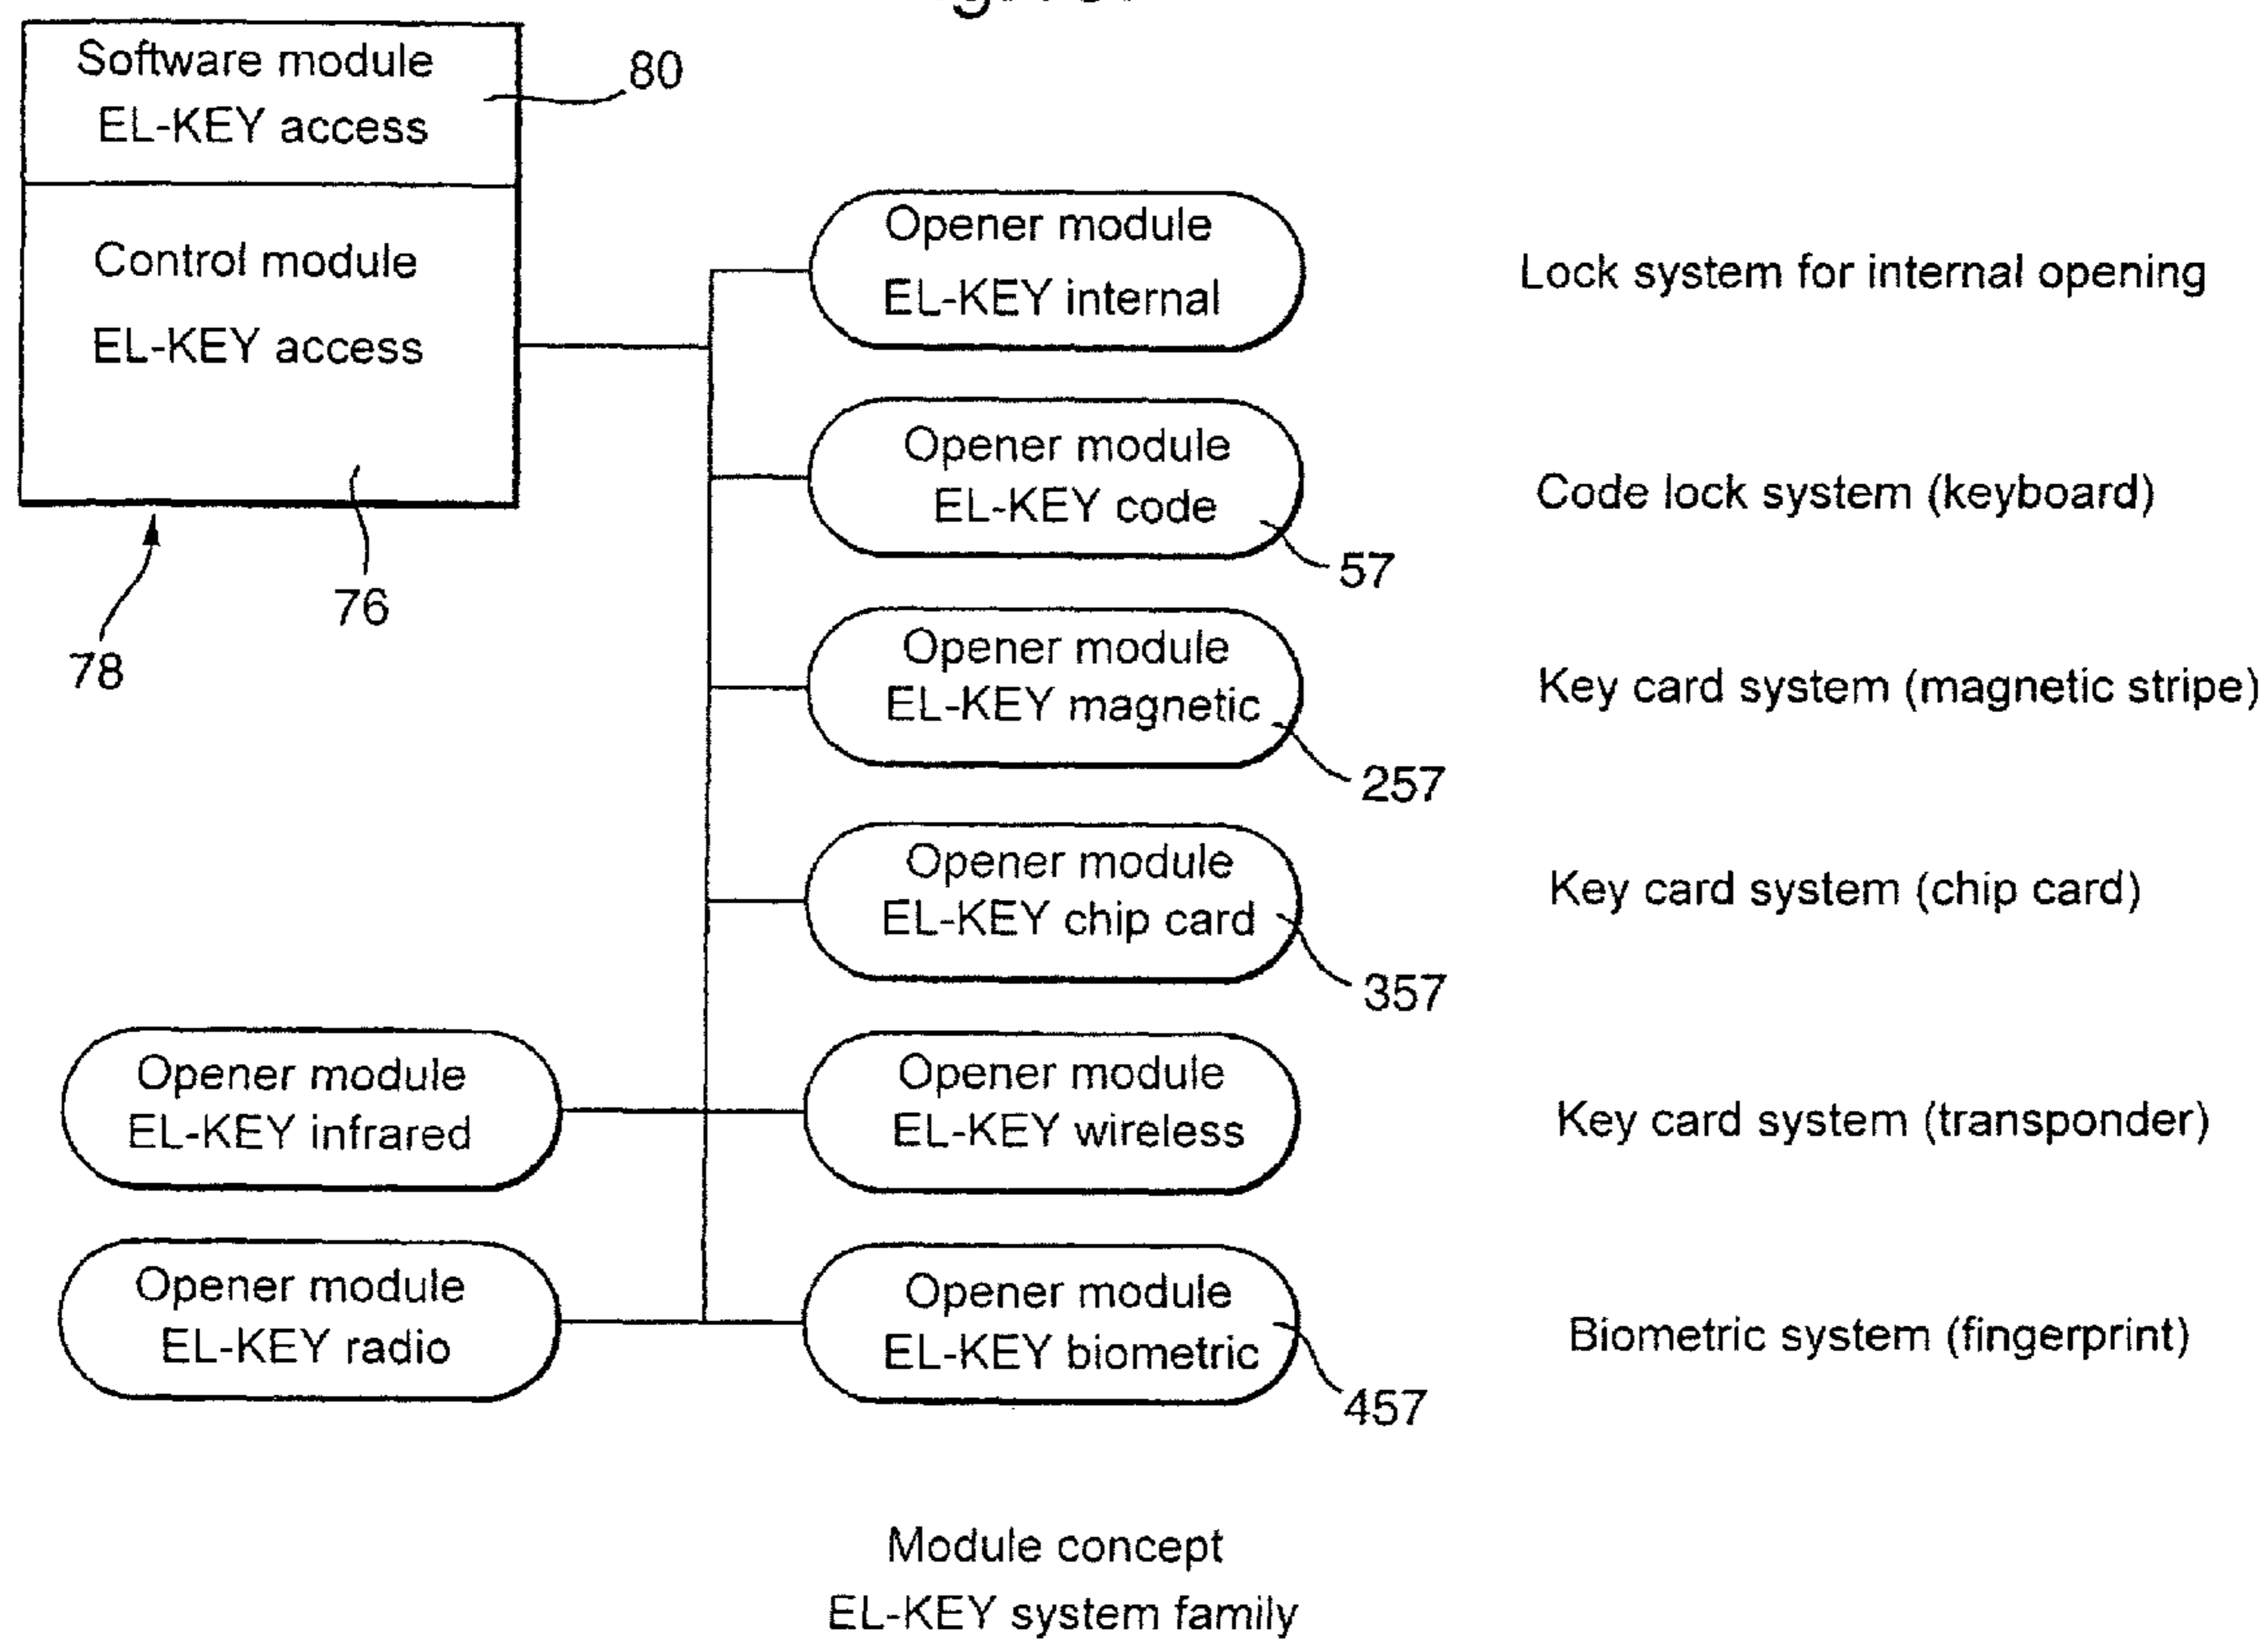 Software module
EL-KEY access
80
Control module
EL-KEY access
76
78
Opener module
EL-KEY internal
Lock system for internal opening
Opener module
EL-KEY code
57
Code lock system (keyboard)
Opener module
EL-KEY magnetic
257
Key card system (magnetic stripe)
Opener module
EL-KEY chip card
357
Key card system (chip card)
Opener module
EL-KEY infrared
Opener module
EL-KEY wireless
Key card system (transponder)
Opener module
EL-KEY radio
Opener module
EL-KEY biometric
457
Biometric system (fingerprint)
Module concept
EL-KEY system family